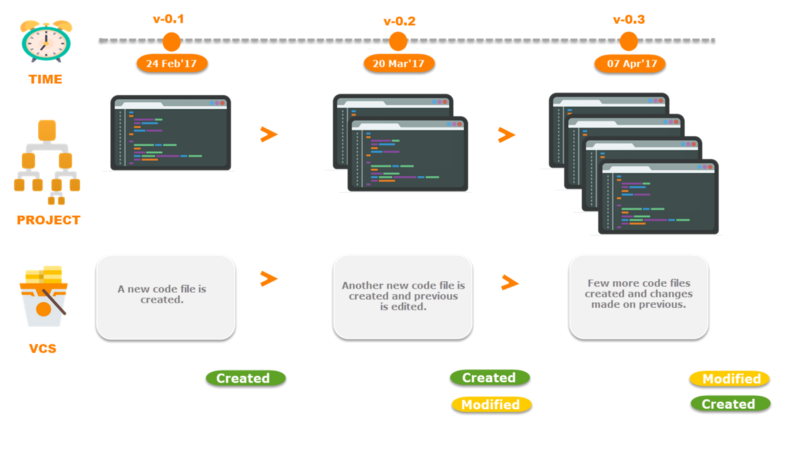 v-0.1
v-0.2
v-0.3
24 Feb'17
20 Mar'17
07 Apr'17
TIME
>
>
PROJECT
A new code file is
created.
>
Another new code file is
created and previous
is edited.
>
Few more code files
created and changes
made on previous.
VCS
Created
Created
Modified
Modified
Created